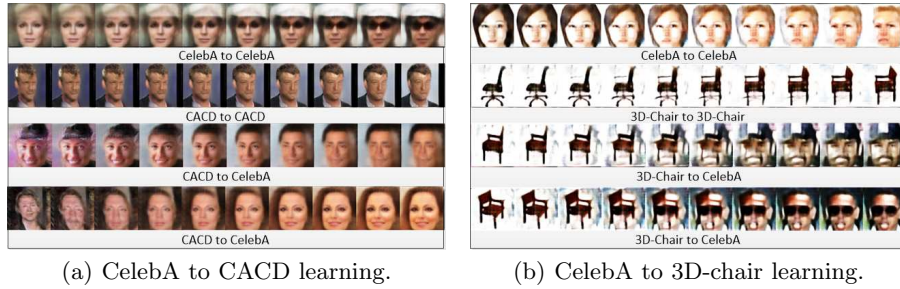 CelebA to CelebA
CACD to CACD
CACD to CelebA
CACD to CelebA
(a) CelebA to CACD learning.
CelebA to CelebA
3D-Chair to 3D-Chair
3D-Chair to CelebA
3D-Chair to CelebA
(b) CelebA to 3D-chair learning.